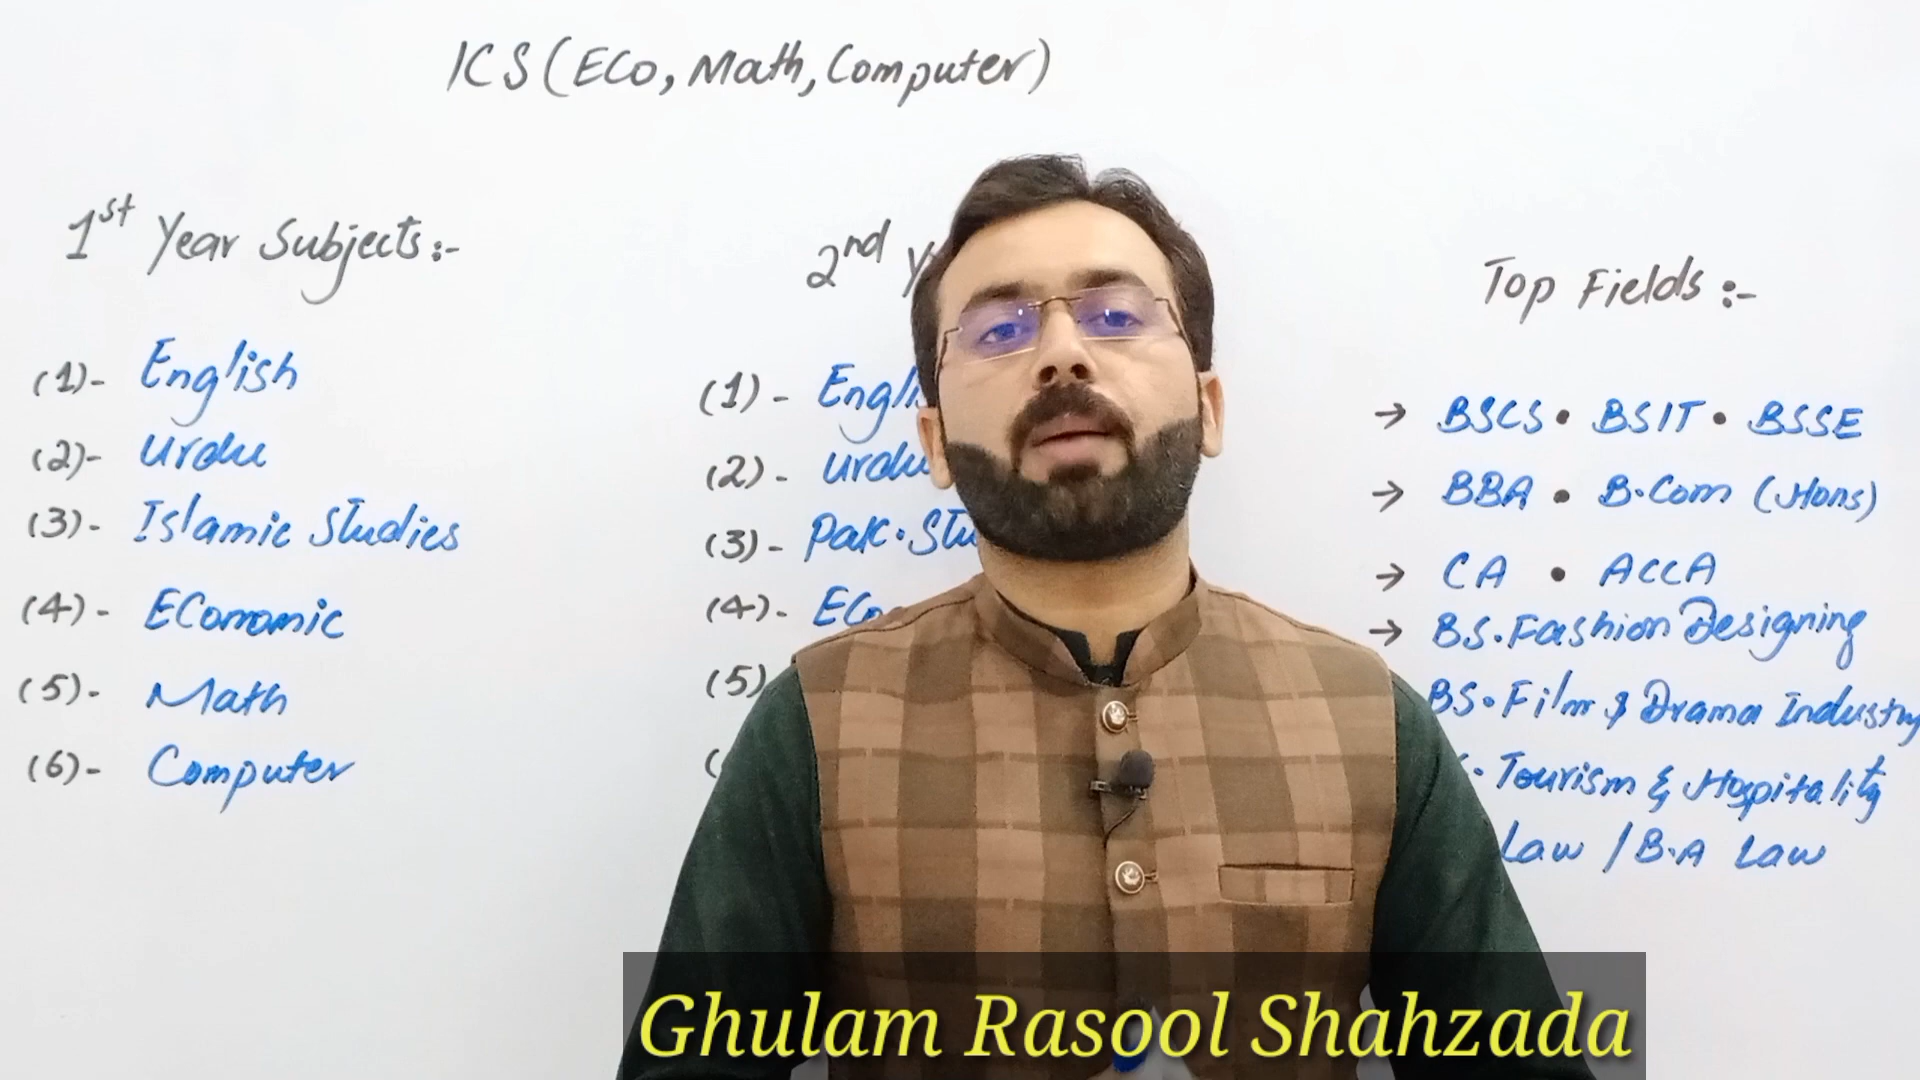 ICS (ECo, Math, Computer)
1st Year Subjects:-
(1)- English
(2)- Urdu
(3)- Islamic Studies
(4)- Economic
(5)- Math
(6)- Computer
2nd Y
(1)- Englis
(2)- Urdu
(3)- Pak. Stu
(4)- Eco
(5)
(
Top Fields:-
→ BSCS • BSIT • BSSE
→ BBA • B.Com (Hons)
→ CA • ACCA
→ BS. Fashion Designing
BS. Film & Drama Industry
. Tourism & Hospitality
Law / B.A Law
Ghulam Rasool Shahzada